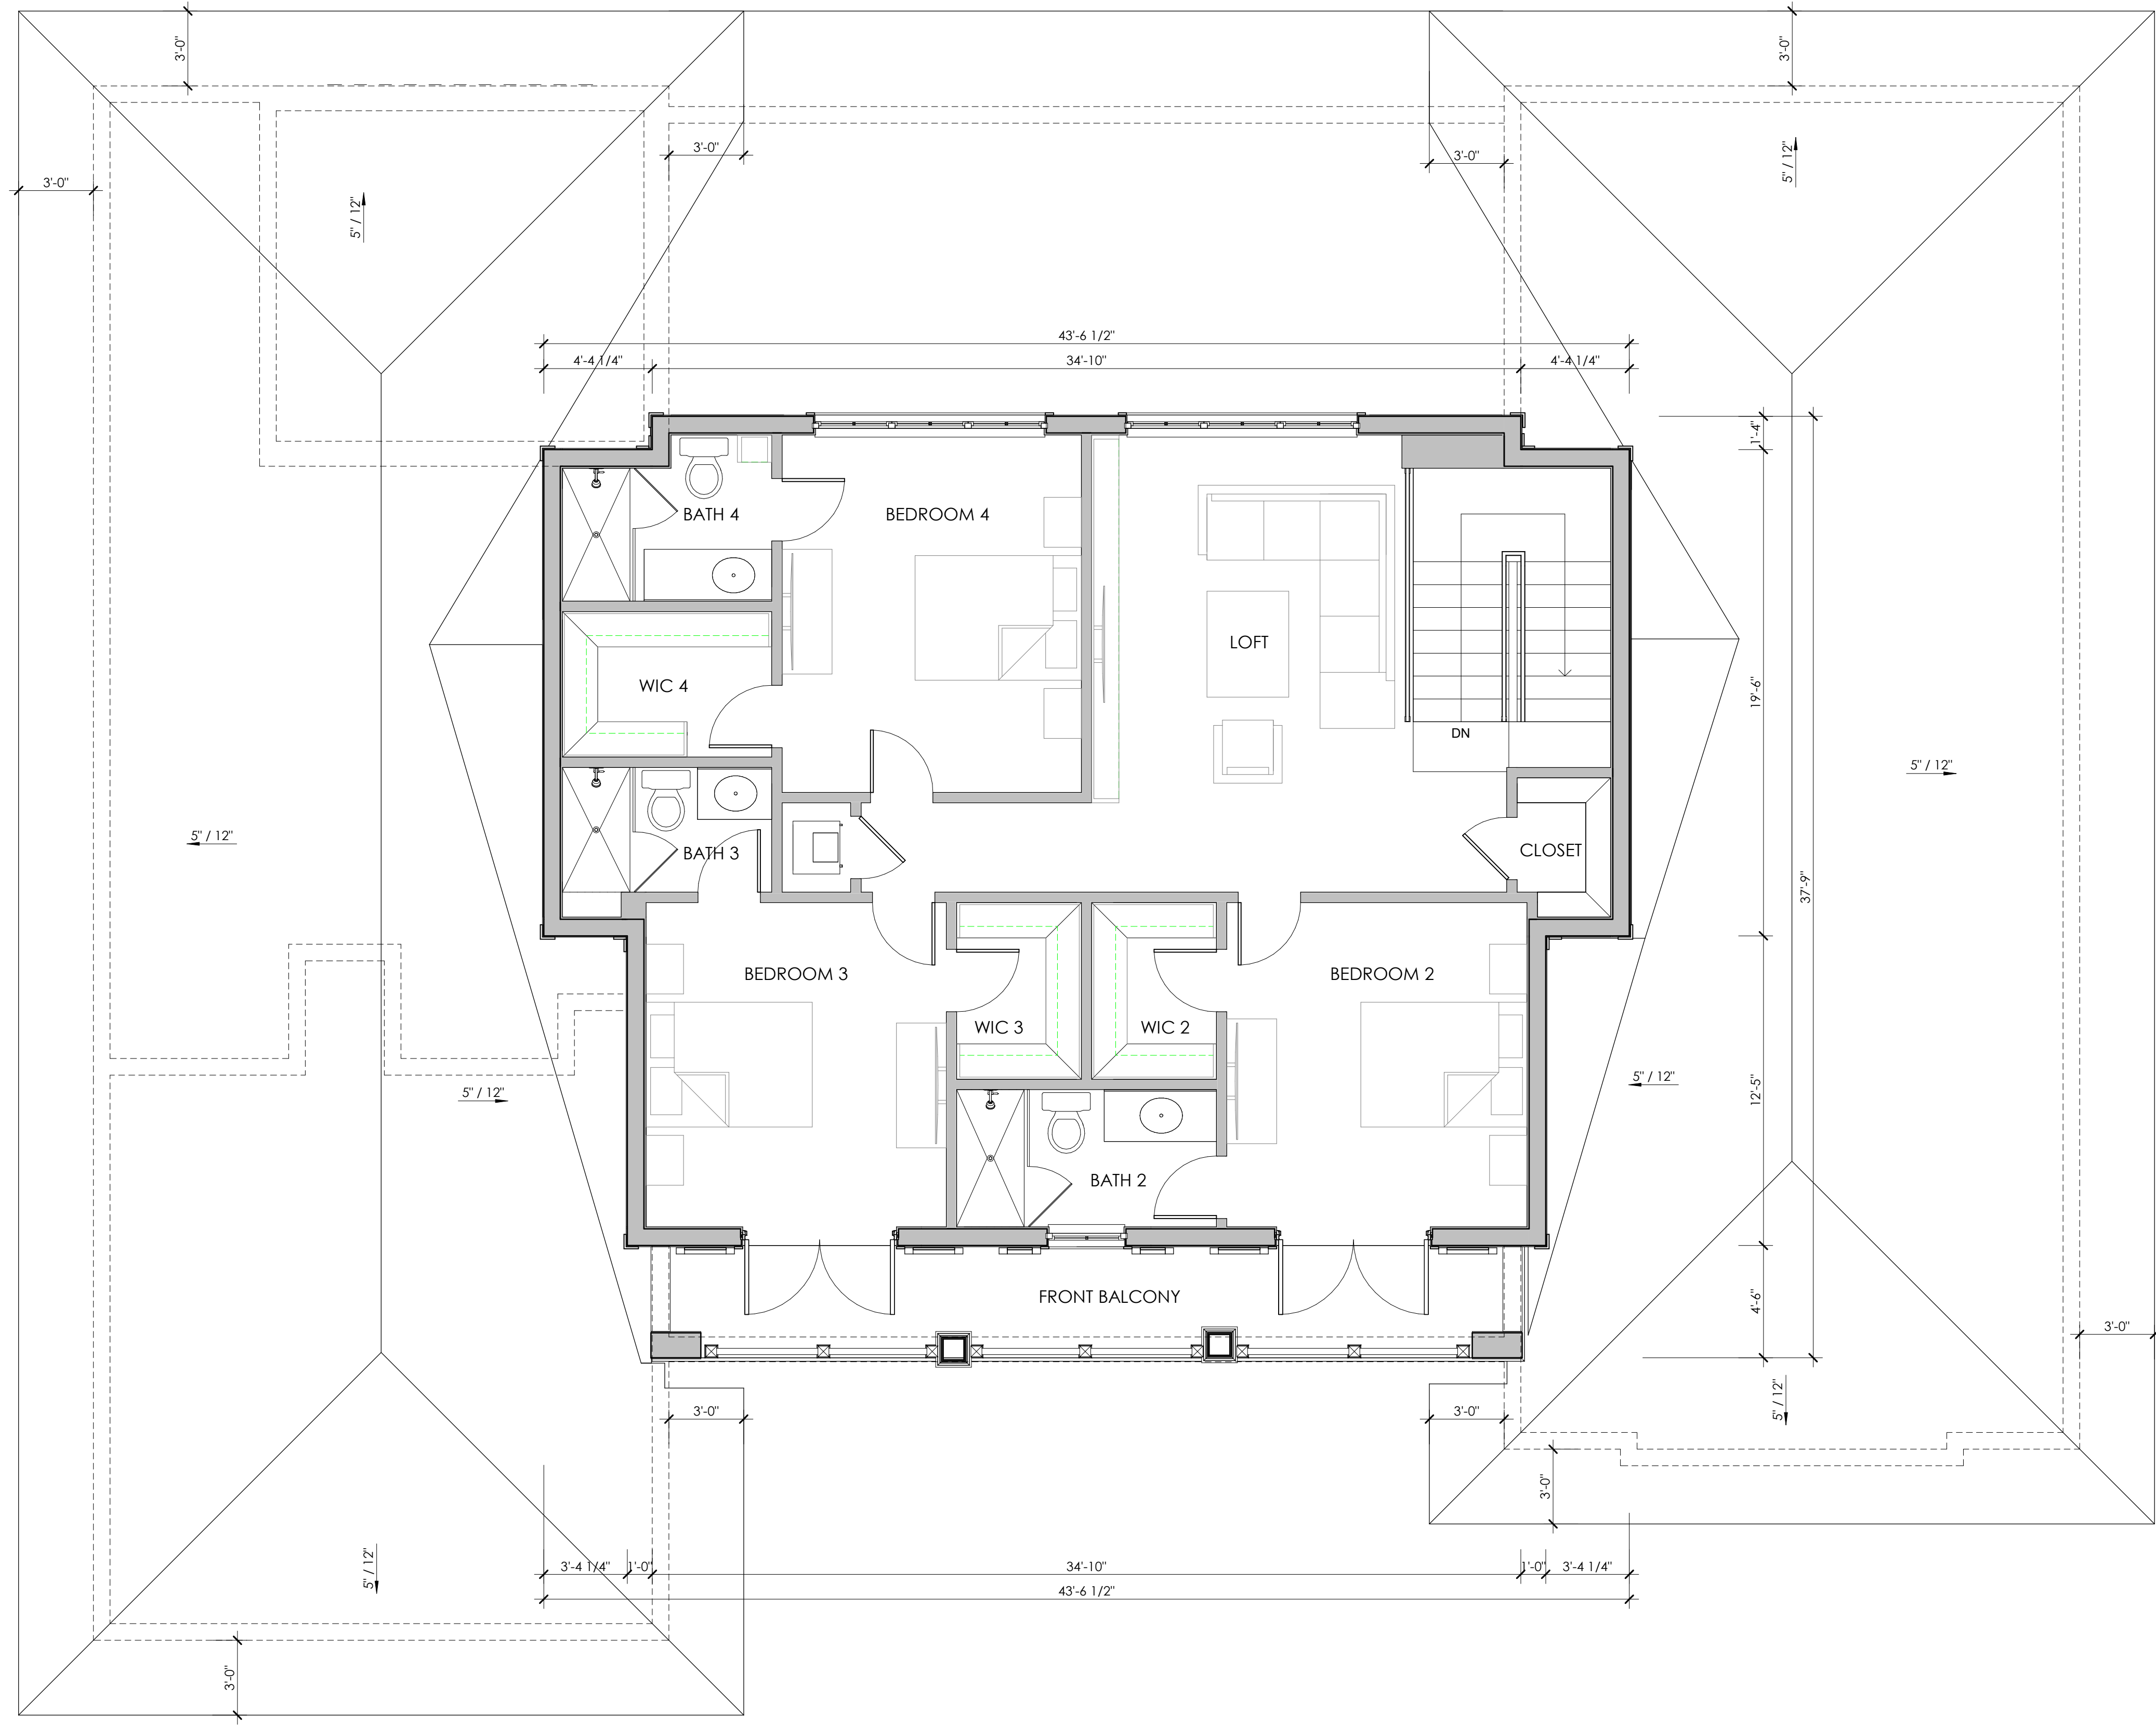 3'-0"
3'-0"
3'-0"
3'-0"
3'-0"
5" / 12"
5" / 12"
43'-6 1/2"
4'-4 1/4"
34'-10"
4'-4 1/4"
1'-4"
BATH 4
BEDROOM 4
LOFT
WIC 4
19'-6"
DN
5" / 12"
5" / 12"
BATH 3
CLOSET
37'-9"
BEDROOM 3
BEDROOM 2
WIC 3
WIC 2
5" / 12"
5" / 12"
12'-5"
BATH 2
FRONT BALCONY
4'-6"
3'-0"
3'-0"
3'-0"
5" / 12"
3'-0"
5" / 12"
3'-4 1/4"
1'-0"
34'-10"
1'-0"
3'-4 1/4"
43'-6 1/2"
3'-0"